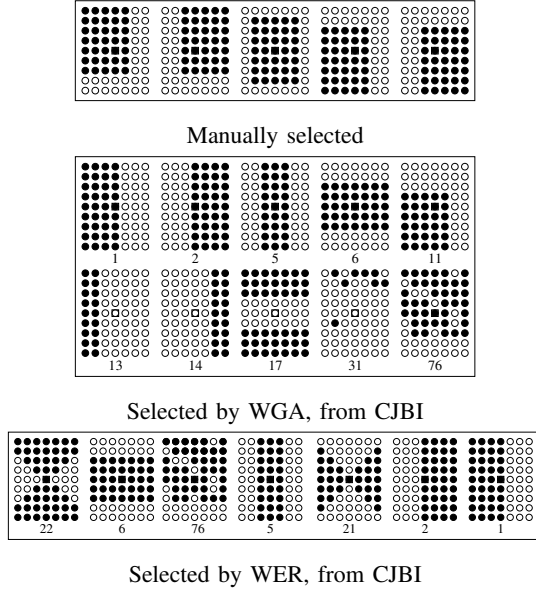 Manually selected
1 2 5 6 11
13 14 17 31 76
Selected by WGA, from CJBI
22 6 76 5 21 2 1
Selected by WER, from CJBI